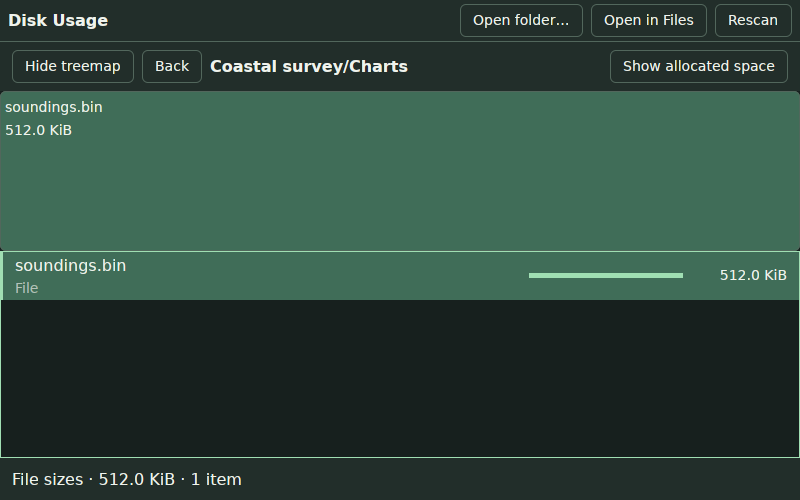 Disk Usage
Open folder...
Open in Files
Rescan
Hide treemap
Back
Coastal survey/Charts
Show allocated space
soundings.bin
512.0 KiB
soundings.bin
File
512.0 KiB
File sizes · 512.0 KiB · 1 item